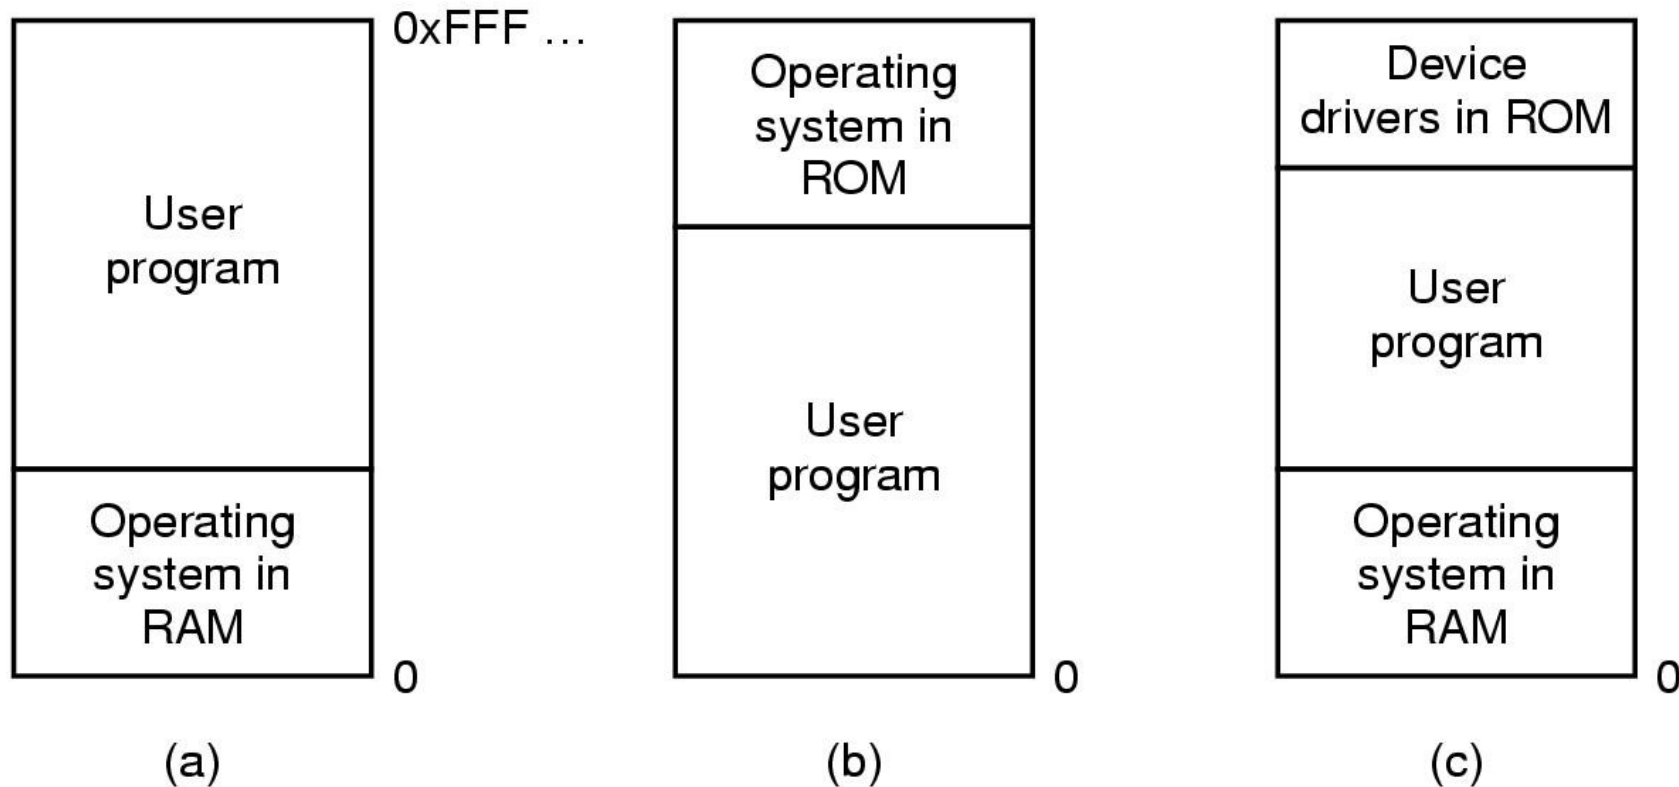 0xFFF ...
User
program
Operating
system in
RAM
0
(a)
Operating
system in
ROM
User
program
0
(b)
Device
drivers in ROM
User
program
Operating
system in
RAM
0
(c)